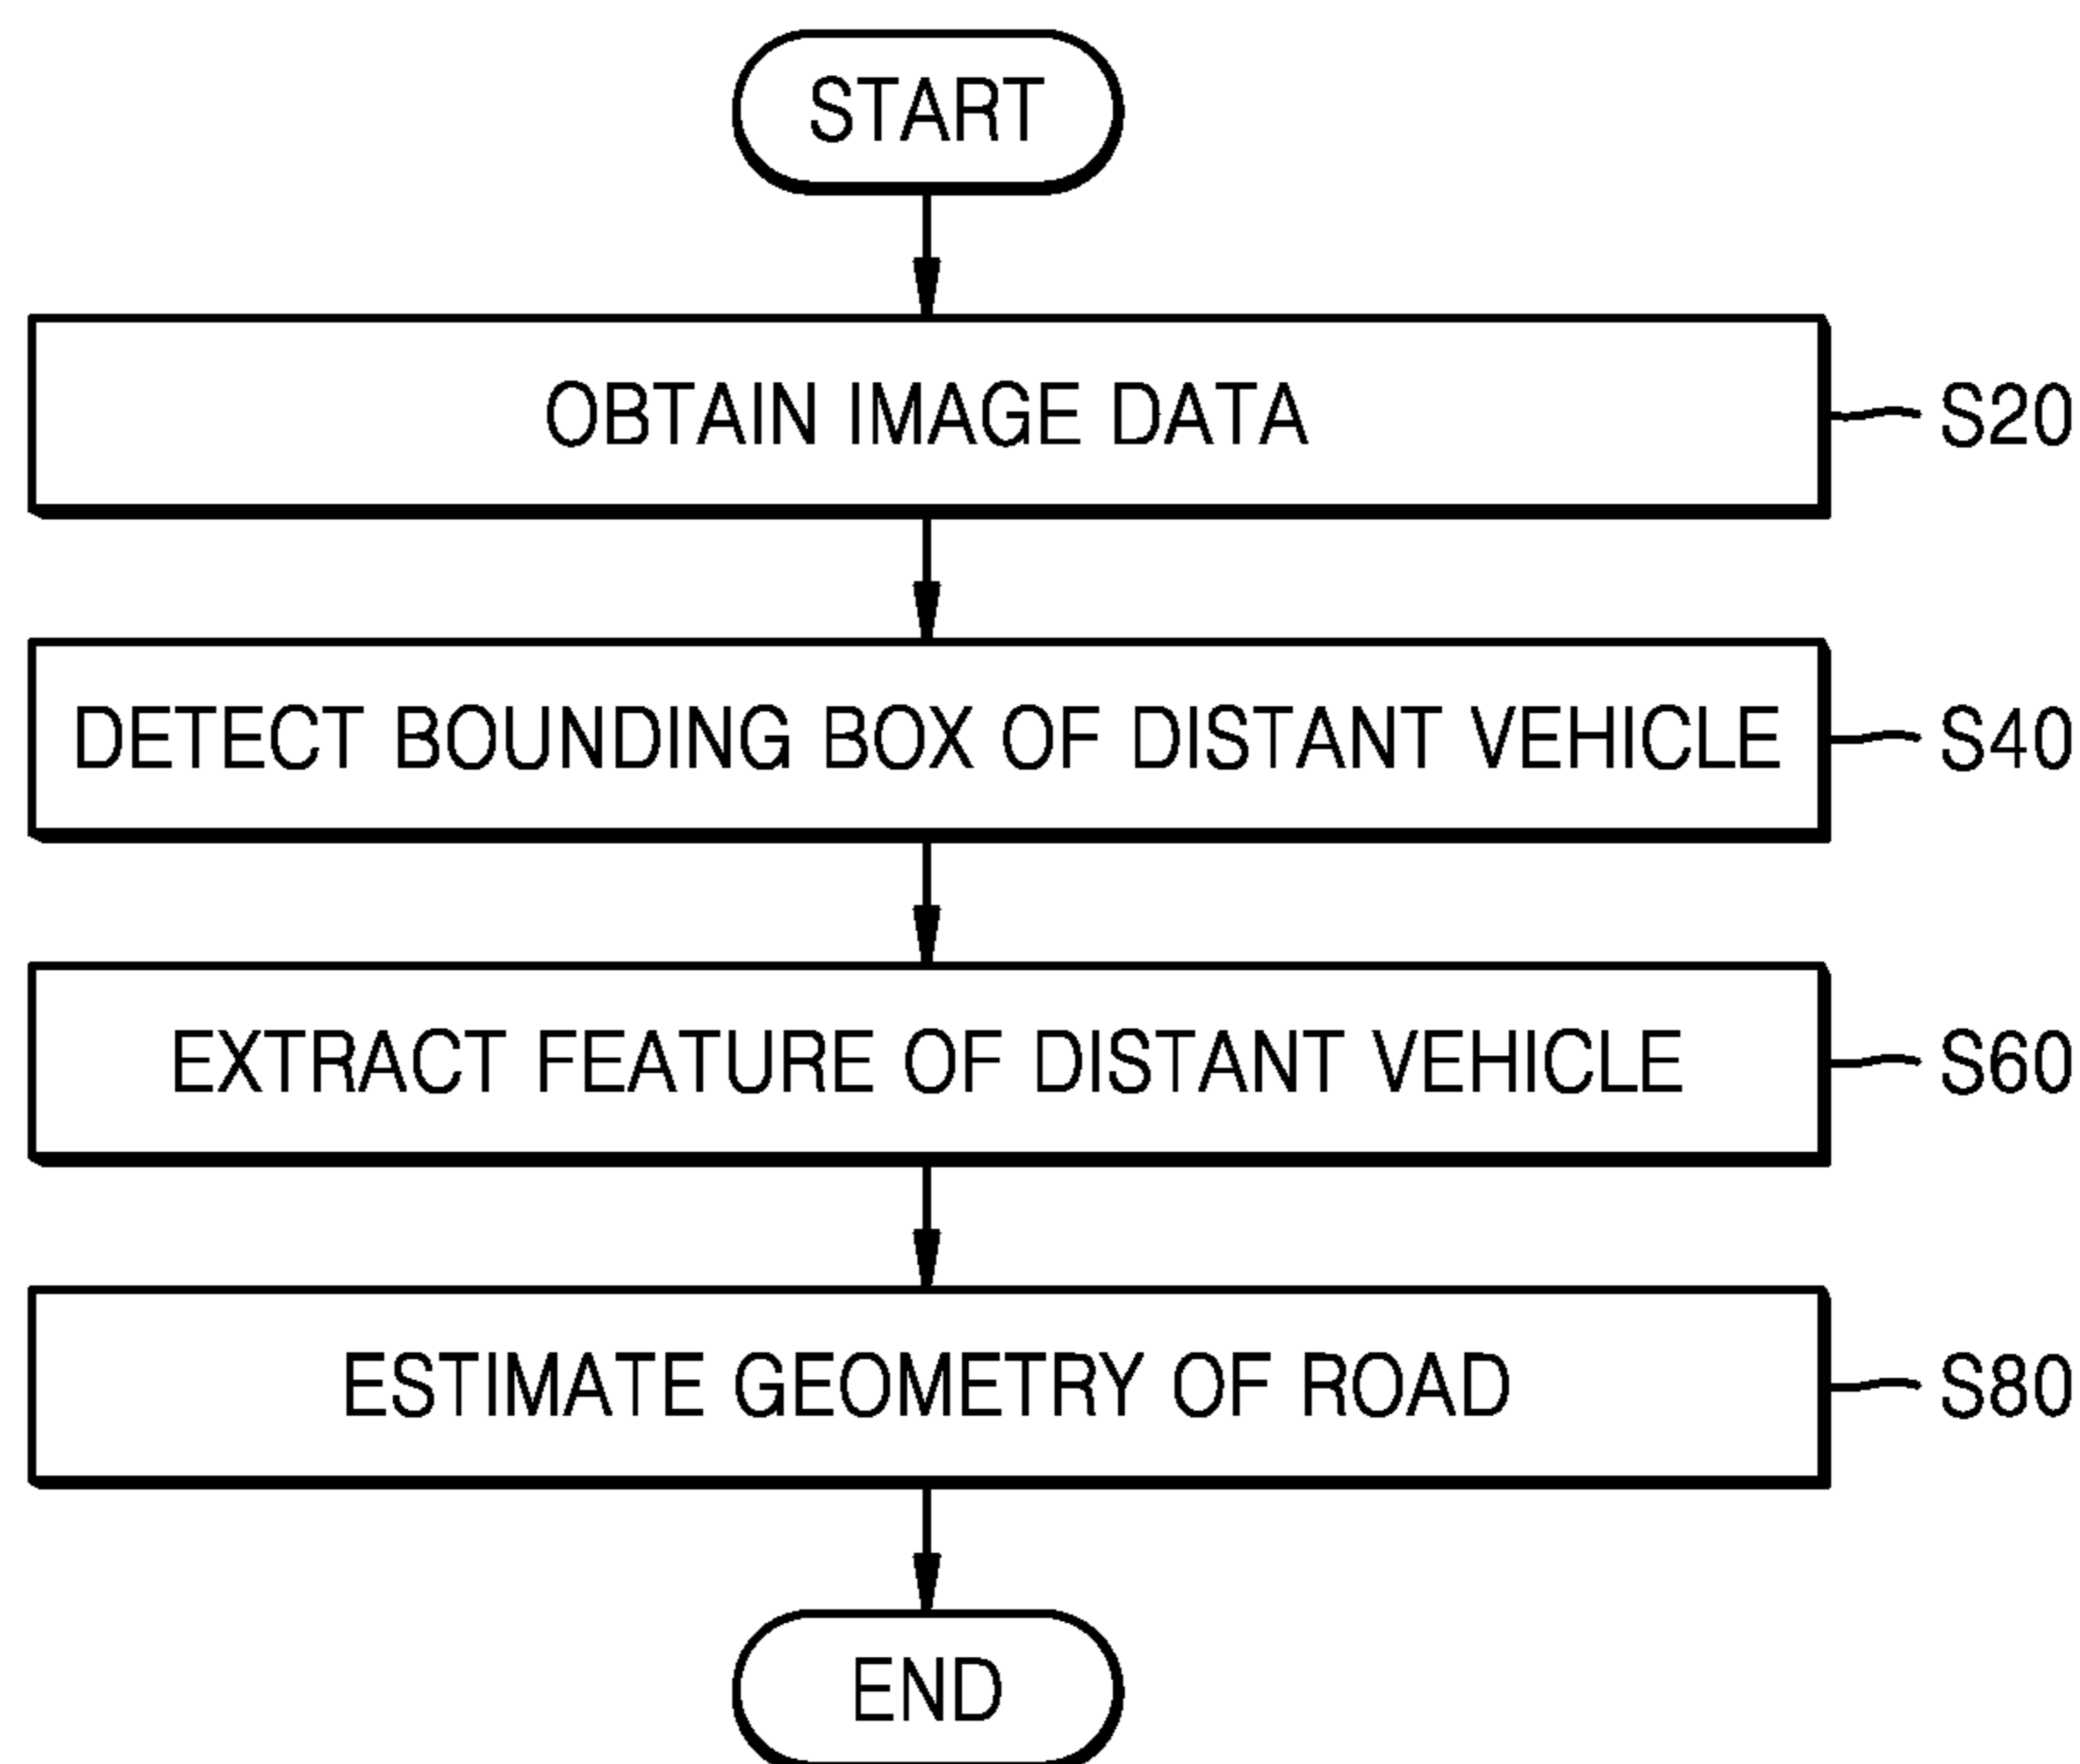 START
OBTAIN IMAGE DATA
S20
DETECT BOUNDING BOX OF DISTANT VEHICLE
S40
EXTRACT FEATURE OF DISTANT VEHICLE
S60
ESTIMATE GEOMETRY OF ROAD
S80
END